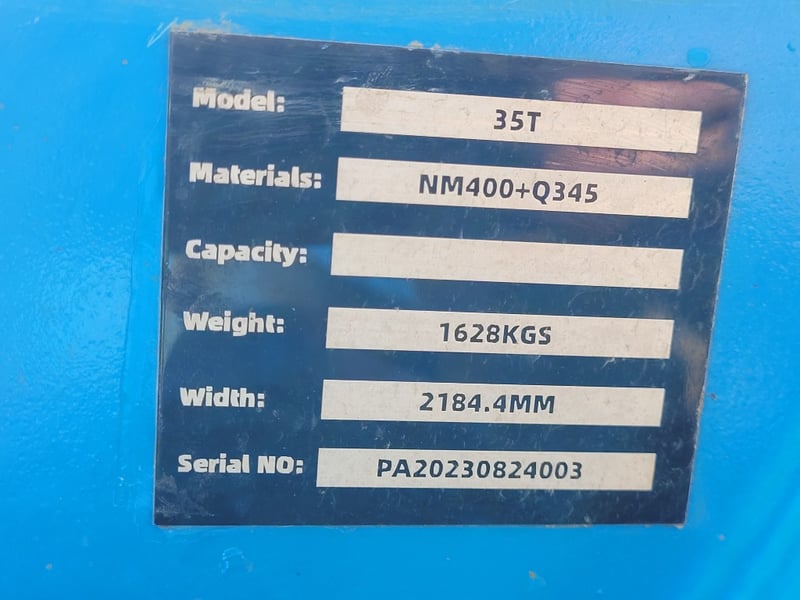 Model: 35T
Materials: NM400+Q345
Capacity:
Weight: 1628KGS
Width: 2184.4MM
Serial NO: PA20230824003